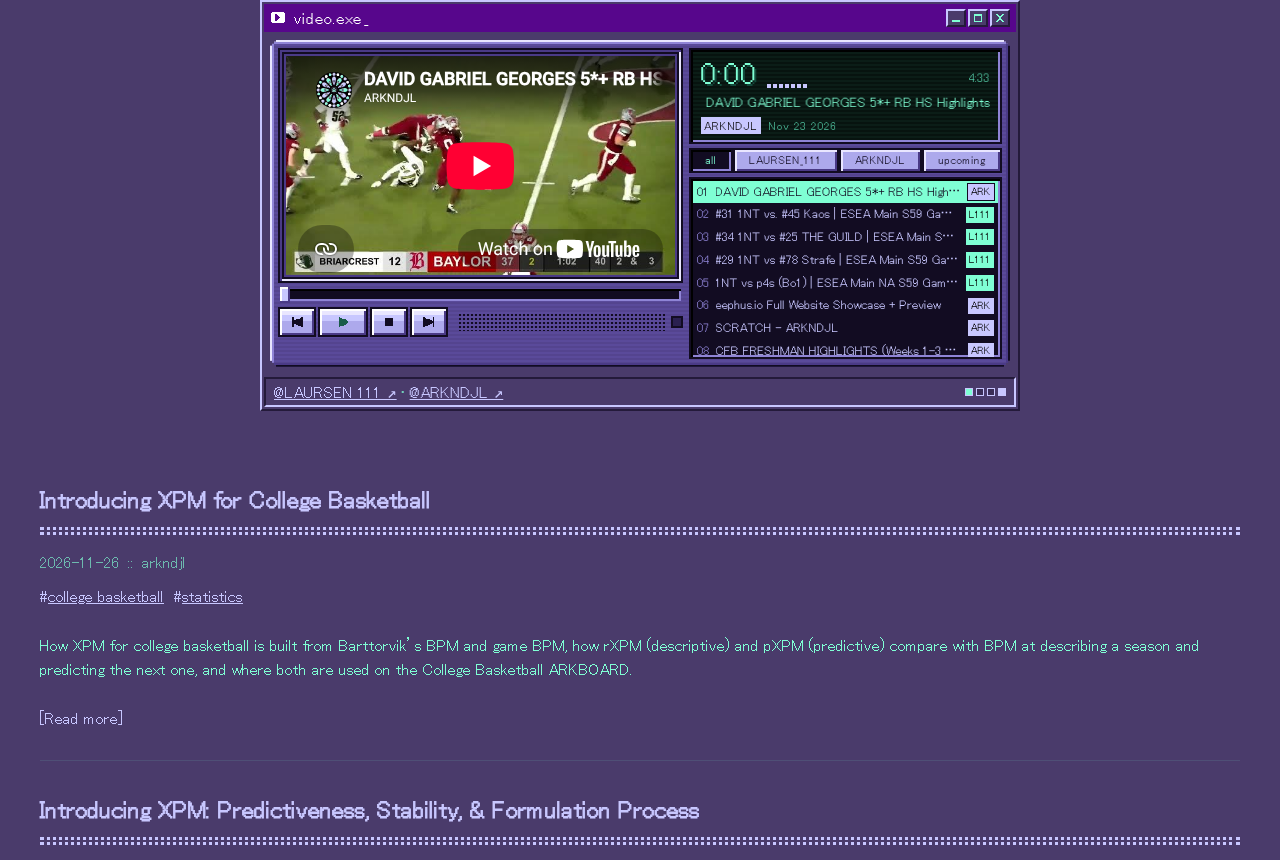 video.exe_
DAVID GABRIEL GEORGES 5*+ RB HS
ARKNDJL
52
Watch on YouTube
BRIARCREST 12 BAYLOR 37 2 1:02 40 2 & 3
0:00
4:33
DAVID GABRIEL GEORGES 5*+ RB HS Highlights
ARKNDJL Nov 23 2026
all LAURSEN_111 ARKNDJL upcoming
01 DAVID GABRIEL GEORGES 5*+ RB HS High... ARK
02 #31 1NT vs. #45 Kaos | ESEA Main S59 Ga... L111
03 #34 1NT vs #25 THE GUILD | ESEA Main S... L111
04 #29 1NT vs #78 Strafe | ESEA Main S59 Ga... L111
05 1NT vs p4s (Bo1) | ESEA Main NA S59 Gam... L111
06 eephus.io Full Website Showcase + Preview ARK
07 SCRATCH - ARKNDJL ARK
08 CFB FRESHMAN HIGHLIGHTS (Weeks 1-3 ... ARK
@LAURSEN 111 ↗ · @ARKNDJL ↗
Introducing XPM for College Basketball
2026-11-26 :: arkndjl
#college basketball #statistics
How XPM for college basketball is built from Barttorvik’s BPM and game BPM, how rXPM (descriptive) and pXPM (predictive) compare with BPM at describing a season and
predicting the next one, and where both are used on the College Basketball ARKBOARD.
[Read more]
Introducing XPM: Predictiveness, Stability, & Formulation Process